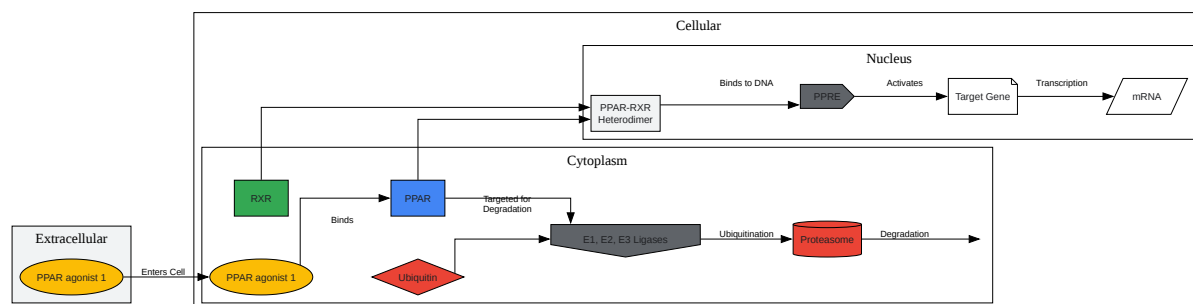 Cellular
Nucleus
Binds to DNA
Activates
Transcription
PPAR-RXR
Heterodimer
PPRE
Target Gene
mRNA
Cytoplasm
RXR
PPAR
Targeted for
Degradation
Binds
E1, E2, E3 Ligases
Ubiquitination
Proteasome
Degradation
Extracellular
PPAR agonist 1
Enters Cell
PPAR agonist 1
Ubiquitin